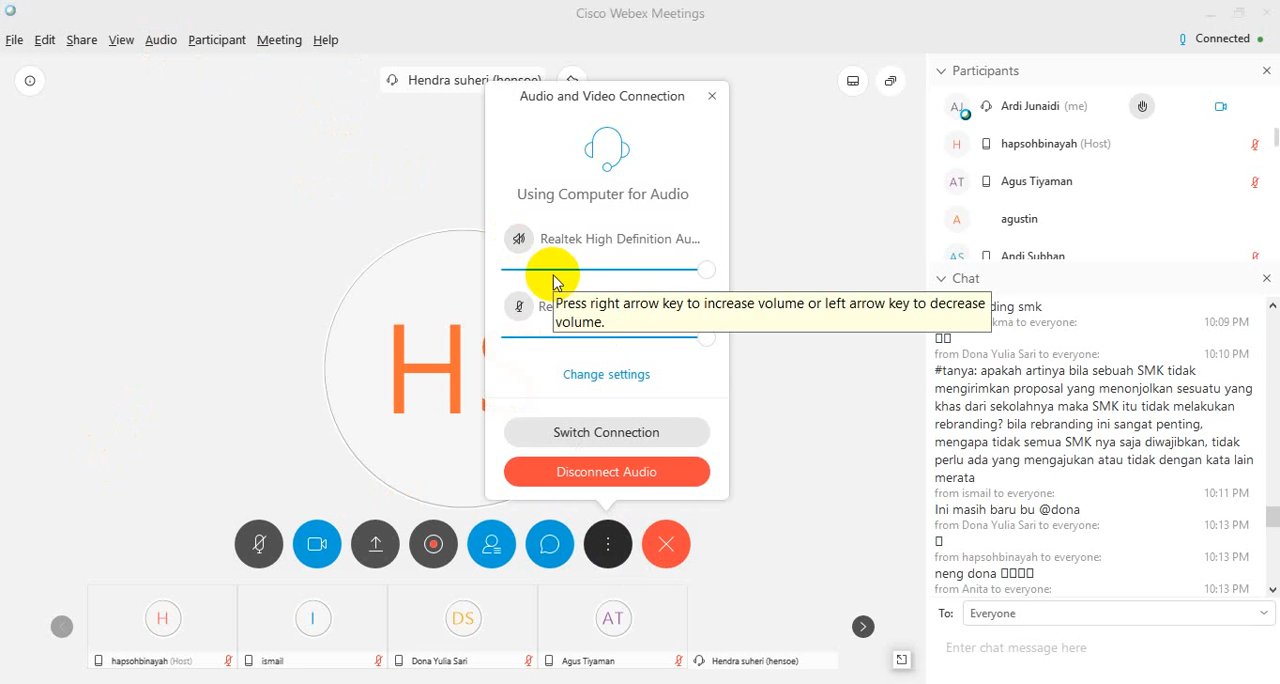 Cisco Webex Meetings
File Edit Share View Audio Participant Meeting Help
Connected
Hendra suheri (hensoe)
Audio and Video Connection
Using Computer for Audio
Realtek High Definition Au...
Press right arrow key to increase volume or left arrow key to decrease
volume.
Change settings
Switch Connection
Disconnect Audio
HS
H
hapsohbinayah (Host)
I
ismail
DS
Dona Yulia Sari
AT
Agus Tiyaman
Hendra suheri (hensoe)
Participants
AJ Ardi Junaidi (me)
H hapsohbinayah (Host)
AT Agus Tiyaman
A agustin
AS Andi Subhan
Chat
smk
to everyone: 10:09 PM
from Dona Yulia Sari to everyone: 10:10 PM
#tanya: apakah artinya bila sebuah SMK tidak
mengirimkan proposal yang menonjolkan sesuatu yang
khas dari sekolahnya maka SMK itu tidak melakukan
rebranding? bila rebranding ini sangat penting,
mengapa tidak semua SMK nya saja diwajibkan, tidak
perlu ada yang mengajukan atau tidak dengan kata lain
merata
from ismail to everyone: 10:11 PM
Ini masih baru bu @dona
from Dona Yulia Sari to everyone: 10:13 PM
from hapsohbinayah to everyone: 10:13 PM
neng dona
from Anita to everyone: 10:13 PM
To: Everyone
Enter chat message here